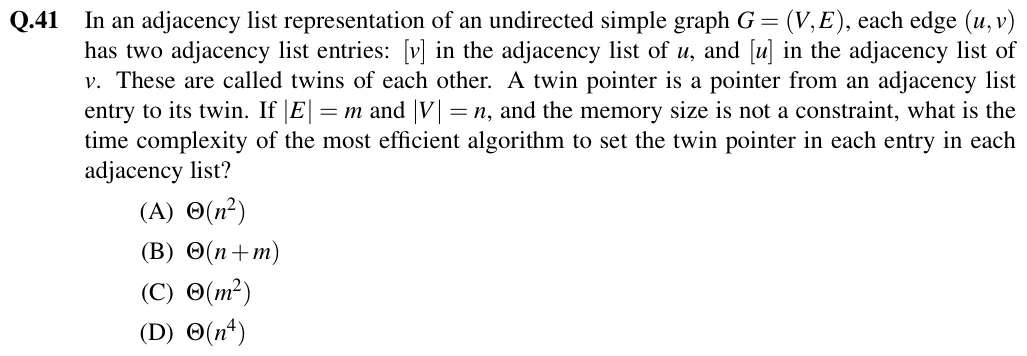 Q.41 In an adjacency list representation of an undirected simple graph G = (V,E), each edge (u,v)
has two adjacency list entries: [v] in the adjacency list of u, and [u] in the adjacency list of
v. These are called twins of each other. A twin pointer is a pointer from an adjacency list
entry to its twin. If |E| = m and |V| = n, and the memory size is not a constraint, what is the
time complexity of the most efficient algorithm to set the twin pointer in each entry in each
adjacency list?
(A) Θ(n²)
(B) Θ(n+m)
(C) Θ(m²)
(D) Θ(n⁴)